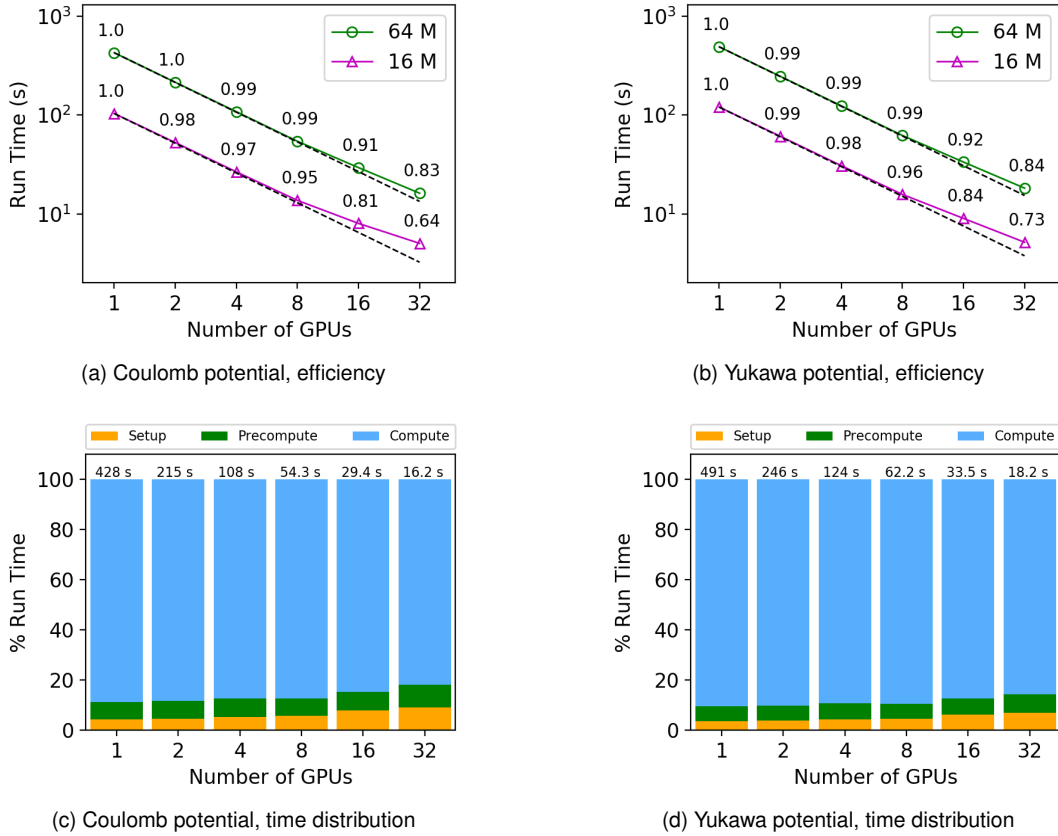 10³
10²
10¹
Run Time (s)
1.0
1.0
0.99
0.99
0.91
0.83
1.0
0.98
0.97
0.95
0.81
0.64
64 M
16 M
1 2 4 8 16 32
Number of GPUs
(a) Coulomb potential, efficiency
10³
10²
10¹
Run Time (s)
1.0
0.99
0.99
0.99
0.92
0.84
1.0
0.99
0.98
0.96
0.84
0.73
64 M
16 M
1 2 4 8 16 32
Number of GPUs
(b) Yukawa potential, efficiency
Setup Precompute Compute
428 s 215 s 108 s 54.3 s 29.4 s 16.2 s
100
80
60
40
20
0
% Run Time
1 2 4 8 16 32
Number of GPUs
(c) Coulomb potential, time distribution
Setup Precompute Compute
491 s 246 s 124 s 62.2 s 33.5 s 18.2 s
100
80
60
40
20
0
% Run Time
1 2 4 8 16 32
Number of GPUs
(d) Yukawa potential, time distribution